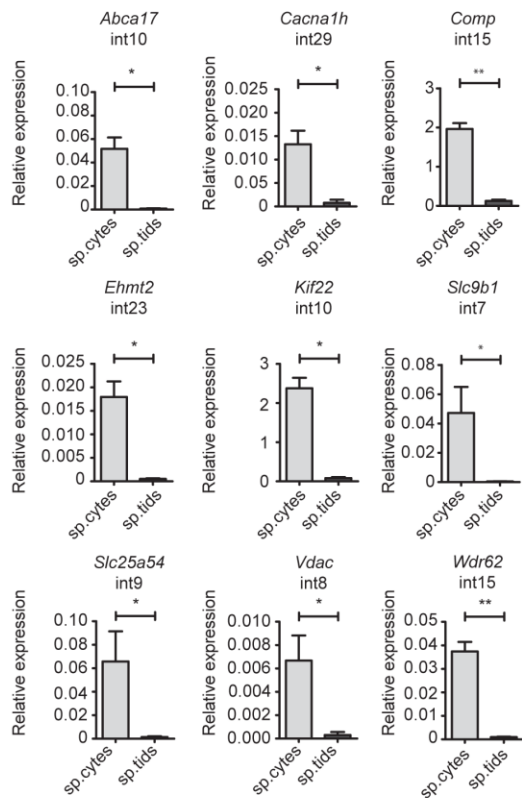 Abca17
int10
*
Relative expression
0.10
0.08
0.06
0.04
0.02
0
sp.cytes
sp.tids
Cacna1h
int29
*
Relative expression
0.025
0.020
0.015
0.010
0.005
0
sp.cytes
sp.tids
Comp
int15
**
Relative expression
3
2
1
0
sp.cytes
sp.tids
Ehmt2
int23
*
Relative expression
0.025
0.020
0.015
0.010
0.005
0
sp.cytes
sp.tids
Kif22
int10
*
Relative expression
3
2
1
0
sp.cytes
sp.tids
Slc9b1
int7
*
Relative expression
0.08
0.06
0.04
0.02
0
sp.cytes
sp.tids
Slc25a54
int9
*
Relative expression
0.10
0.08
0.06
0.04
0.02
0
sp.cytes
sp.tids
Vdac
int8
*
Relative expression
0.010
0.008
0.006
0.004
0.002
0.000
sp.cytes
sp.tids
Wdr62
int15
**
Relative expression
0.05
0.04
0.03
0.02
0.01
0
sp.cytes
sp.tids